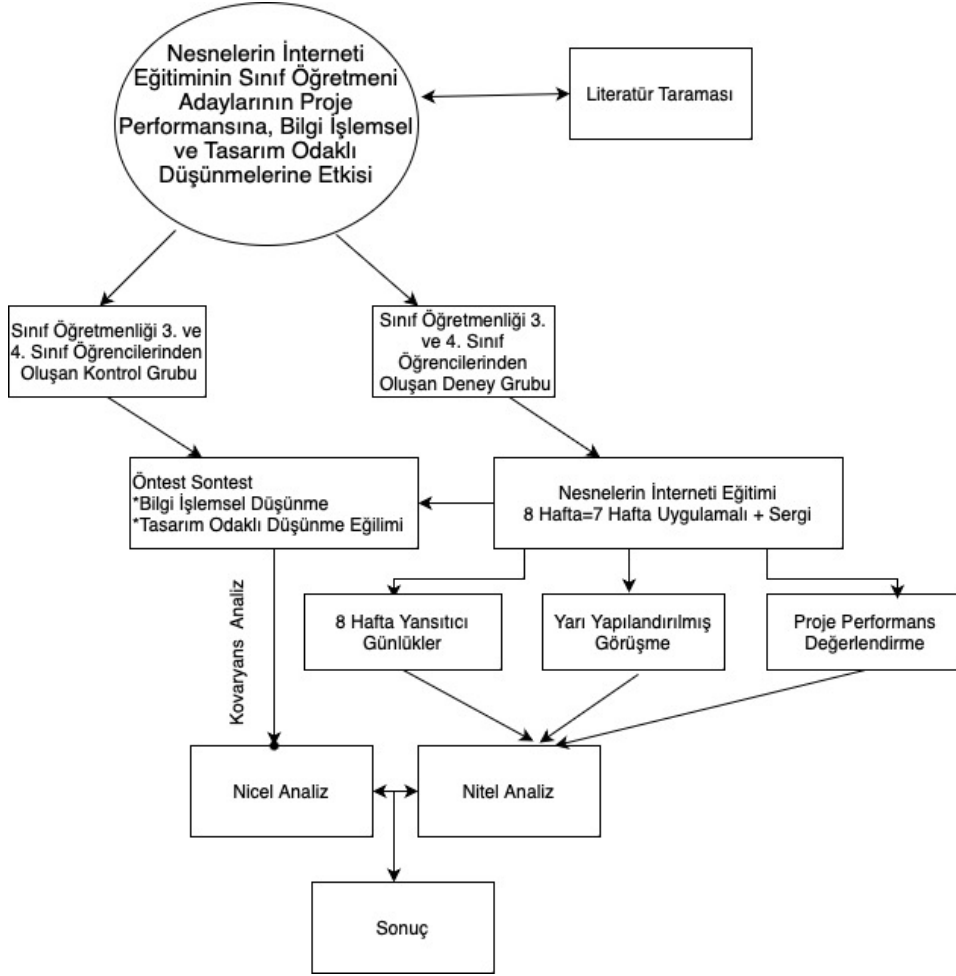 Nesnelerin İnterneti
Eğitiminin Sınıf Öğretmeni
Adaylarının Proje
Performansına, Bilgi İşlemsel
ve Tasarım Odaklı
Düşünmelerine Etkisi
Literatür Taraması
Sınıf Öğretmenliği 3. ve
4. Sınıf Öğrencilerinden
Oluşan Kontrol Grubu
Sınıf Öğretmenliği 3.
ve 4. Sınıf
Öğrencilerinden
Oluşan Deney Grubu
Öntest Sontest
*Bilgi İşlemsel Düşünme
*Tasarım Odaklı Düşünme Eğilimi
Nesnelerin İnterneti Eğitimi
8 Hafta=7 Hafta Uygulamalı + Sergi
Kovaryans Analiz
8 Hafta Yansıtıcı
Günlükler
Yarı Yapılandırılmış
Görüşme
Proje Performans
Değerlendirme
Nicel Analiz
Nitel Analiz
Sonuç